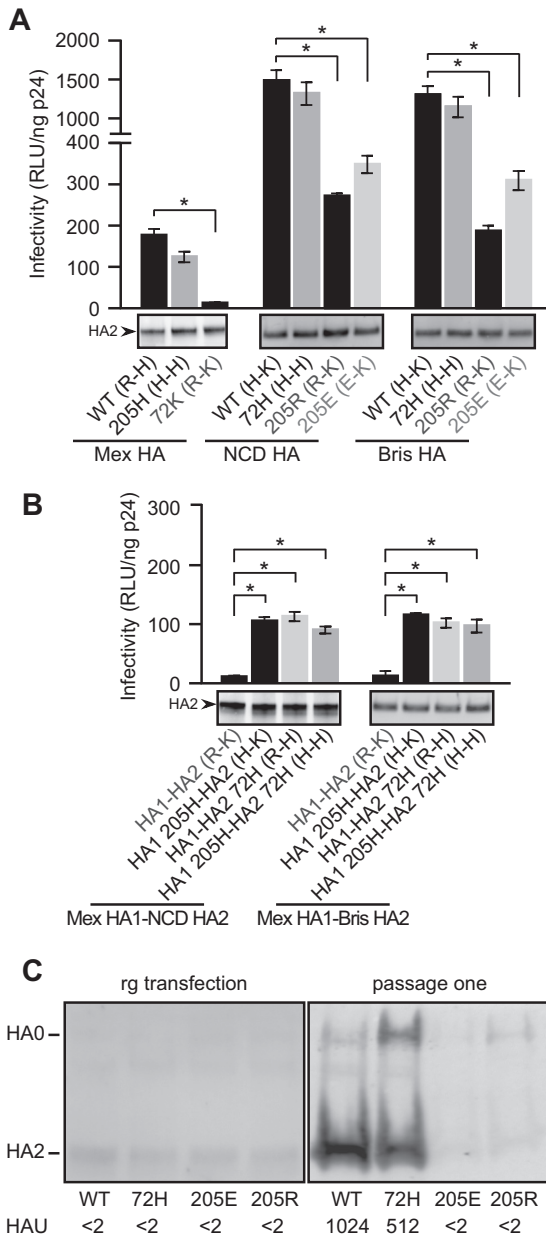 A
Infectivity (RLU/ng p24)
2000
1500
1000
400
300
200
100
0
*
*
*
*
*
HA2
WT (R-H)
205H (H-H)
72K (R-K)
WT (H-K)
72H (H-H)
205R (R-K)
205E (E-K)
WT (H-K)
72H (H-H)
205R (R-K)
205E (E-K)
Mex HA
NCD HA
Bris HA
B
Infectivity (RLU/ng p24)
300
200
100
0
*
*
*
*
*
*
HA2
HA1-HA2 (R-K)
HA1 205H-HA2 (H-K)
HA1-HA2 72H (R-H)
HA1 205H-HA2 72H (H-H)
HA1-HA2 (R-K)
HA1 205H-HA2 (H-K)
HA1-HA2 72H (R-H)
HA1 205H-HA2 72H (H-H)
Mex HA1-NCD HA2
Mex HA1-Bris HA2
C
rg transfection
passage one
HA0
HA2
WT 72H 205E 205R WT 72H 205E 205R
HAU <2 <2 <2 <2 1024 512 <2 <2